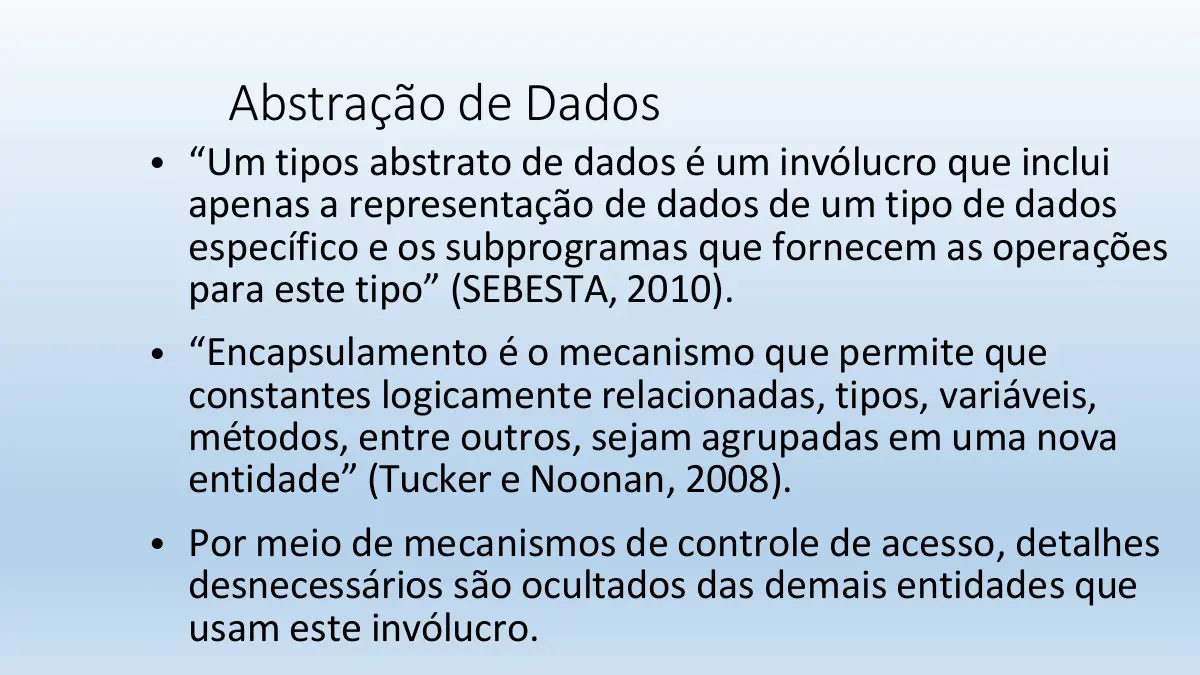 Abstração de Dados
• “Um tipos abstrato de dados é um invólucro que inclui
apenas a representação de dados de um tipo de dados
específico e os subprogramas que fornecem as operações
para este tipo” (SEBESTA, 2010).
• “Encapsulamento é o mecanismo que permite que
constantes logicamente relacionadas, tipos, variáveis,
métodos, entre outros, sejam agrupadas em uma nova
entidade” (Tucker e Noonan, 2008).
• Por meio de mecanismos de controle de acesso, detalhes
desnecessários são ocultados das demais entidades que
usam este invólucro.